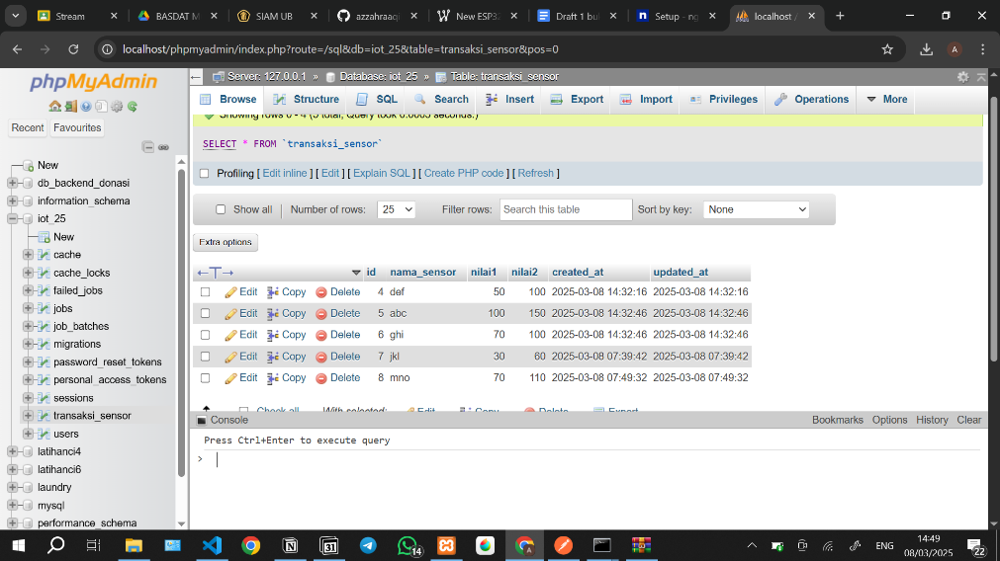 Stream
BASDAT M
SIAM UB
azzahraaqi
New ESP32
Draft 1 bul
Setup - ng
localhost /
localhost/phpmyadmin/index.php?route=/sql&db=iot_25&table=transaksi_sensor&pos=0
A
phpMyAdmin
Recent
Favourites
New
db_backend_donasi
information_schema
iot_25
New
cache
cache_locks
failed_jobs
jobs
job_batches
migrations
password_reset_tokens
personal_access_tokens
sessions
transaksi_sensor
users
latihanci4
latihanci6
laundry
mysql
performance_schema
Server: 127.0.0.1 » Database: iot_25 » Table: transaksi_sensor
Browse Structure SQL Search Insert Export Import Privileges Operations More
Showing rows 0 - 4 (5 total, Query took 0.0005 seconds.)
SELECT * FROM `transaksi_sensor`
Profiling [ Edit inline ] [ Edit ] [ Explain SQL ] [ Create PHP code ] [ Refresh ]
Show all Number of rows: 25 Filter rows: Search this table Sort by key: None
Extra options
id nama_sensor nilai1 nilai2 created_at updated_at
Edit Copy Delete 4 def 50 100 2025-03-08 14:32:16 2025-03-08 14:32:16
Edit Copy Delete 5 abc 100 150 2025-03-08 14:32:46 2025-03-08 14:32:46
Edit Copy Delete 6 ghi 70 100 2025-03-08 14:32:46 2025-03-08 14:32:46
Edit Copy Delete 7 jkl 30 60 2025-03-08 07:39:42 2025-03-08 07:39:42
Edit Copy Delete 8 mno 70 110 2025-03-08 07:49:32 2025-03-08 07:49:32
Check all With selected: Edit Copy Delete Export
Console Bookmarks Options History Clear
Press Ctrl+Enter to execute query
>
31
14
ENG
14:49
08/03/2025
22